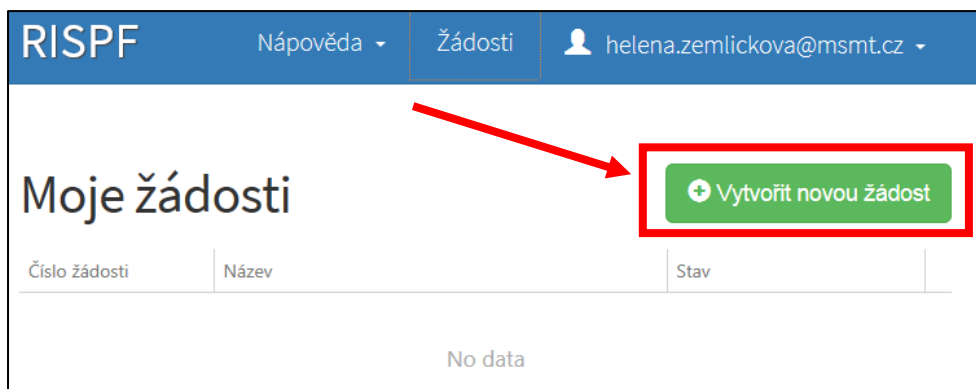 RISPF Nápověda Žádosti helena.zemlickova@msmt.cz
Moje žádosti Vytvořit novou žádost
Číslo žádosti Název Stav
No data